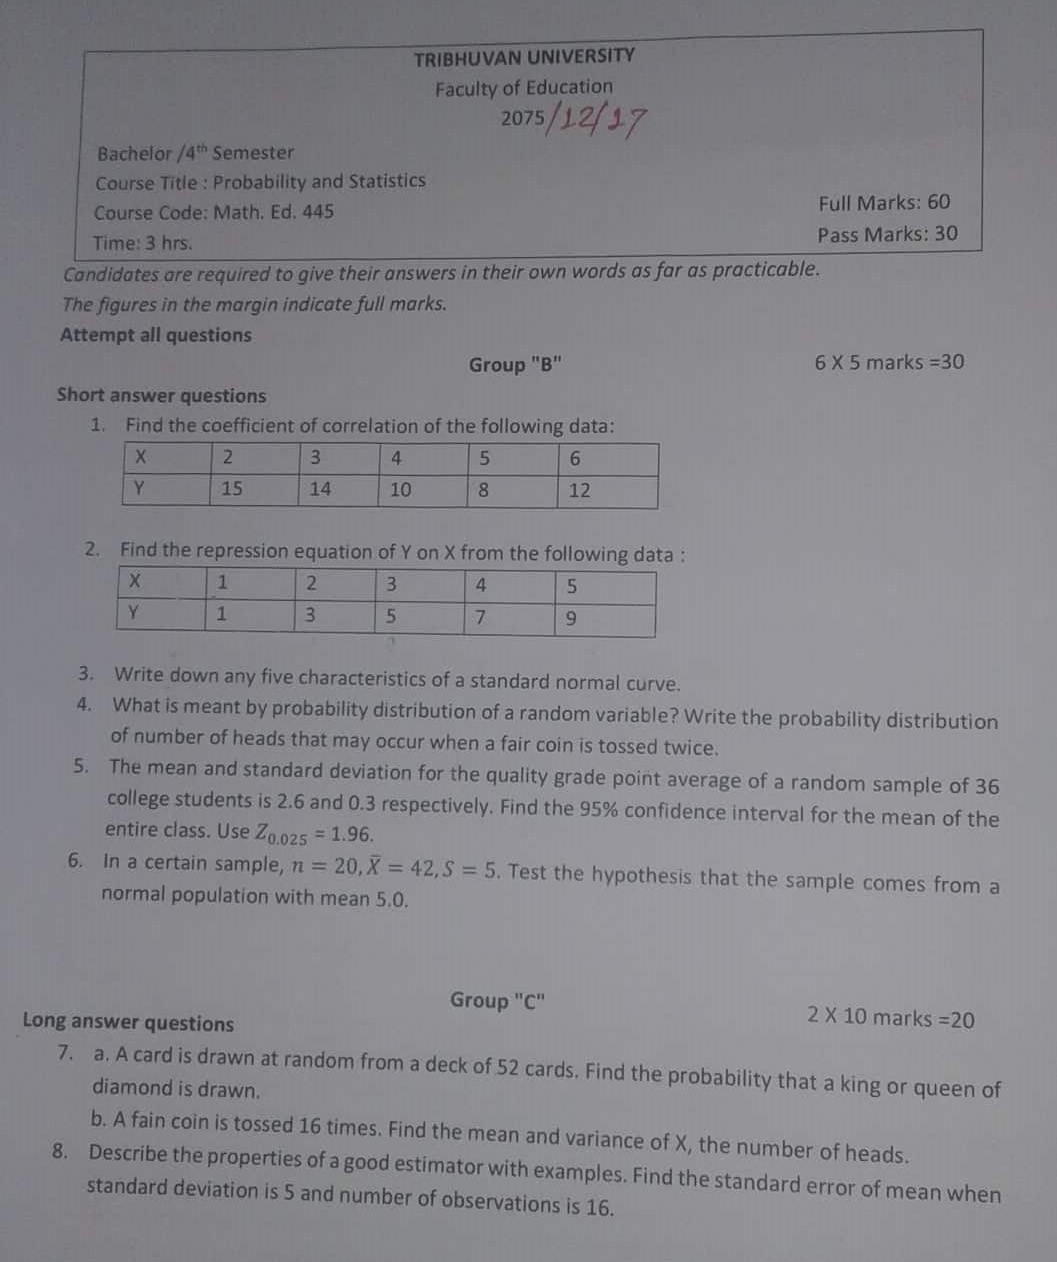 TRIBHUVAN UNIVERSITY
Faculty of Education
2075/12/17
Bachelor /4th Semester
Course Title : Probability and Statistics
Course Code: Math. Ed. 445
Full Marks: 60
Time: 3 hrs.
Pass Marks: 30
Candidates are required to give their answers in their own words as far as practicable.
The figures in the margin indicate full marks.
Attempt all questions
Group "B"
6 X 5 marks =30
Short answer questions
1. Find the coefficient of correlation of the following data:
X 2 3 4 5 6
Y 15 14 10 8 12
2. Find the repression equation of Y on X from the following data :
X 1 2 3 4 5
Y 1 3 5 7 9
3. Write down any five characteristics of a standard normal curve.
4. What is meant by probability distribution of a random variable? Write the probability distribution
of number of heads that may occur when a fair coin is tossed twice.
5. The mean and standard deviation for the quality grade point average of a random sample of 36
college students is 2.6 and 0.3 respectively. Find the 95% confidence interval for the mean of the
entire class. Use Z0.025 = 1.96.
6. In a certain sample, n = 20, X̄ = 42, S = 5. Test the hypothesis that the sample comes from a
normal population with mean 5.0.
Group "C"
2 X 10 marks =20
Long answer questions
7. a. A card is drawn at random from a deck of 52 cards. Find the probability that a king or queen of
diamond is drawn.
b. A fain coin is tossed 16 times. Find the mean and variance of X, the number of heads.
8. Describe the properties of a good estimator with examples. Find the standard error of mean when
standard deviation is 5 and number of observations is 16.